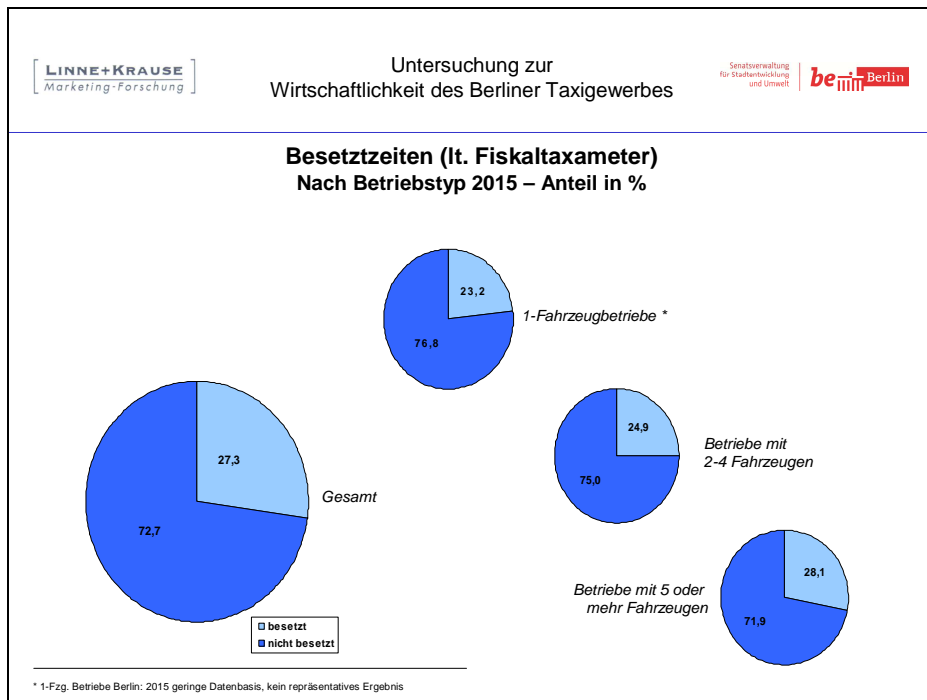 LINNE+KRAUSE
Marketing-Forschung
Untersuchung zur
Wirtschaftlichkeit des Berliner Taxigewerbes
Senatsverwaltung
für Stadtentwicklung
und Umwelt
be Berlin
Besetztzeiten (lt. Fiskaltaxameter)
Nach Betriebstyp 2015 – Anteil in %
23,2
76,8
1-Fahrzeugbetriebe *
27,3
72,7
Gesamt
24,9
75,0
Betriebe mit
2-4 Fahrzeugen
28,1
71,9
Betriebe mit 5 oder
mehr Fahrzeugen
besetzt
nicht besetzt
* 1-Fzg. Betriebe Berlin: 2015 geringe Datenbasis, kein repräsentatives Ergebnis